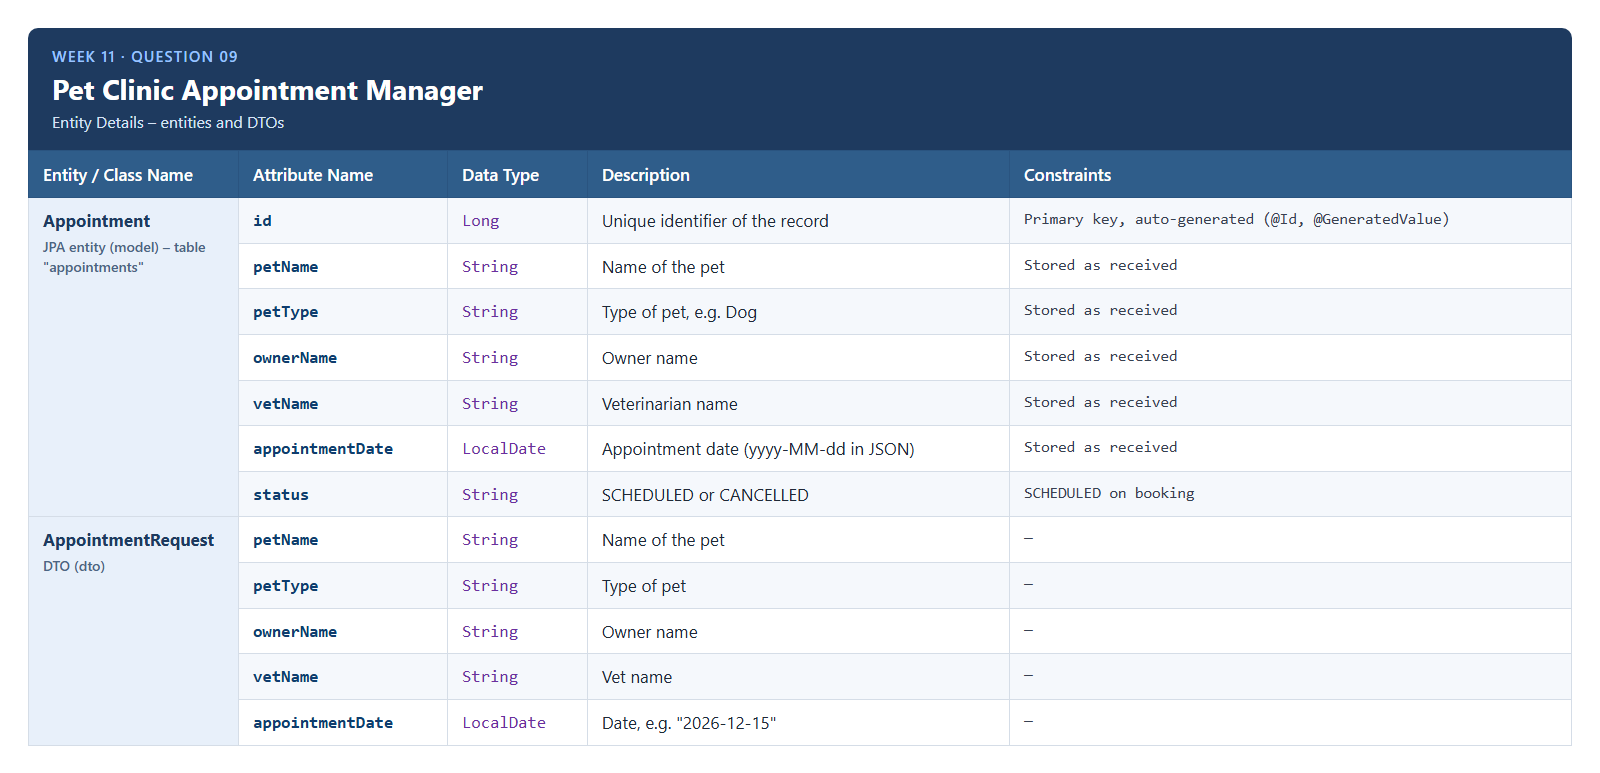 WEEK 11 · QUESTION 09
Pet Clinic Appointment Manager
Entity Details – entities and DTOs
Entity / Class Name Attribute Name Data Type Description Constraints
Appointment id Long Unique identifier of the record Primary key, auto-generated (@Id, @GeneratedValue)
JPA entity (model) – table
"appointments"
petName String Name of the pet Stored as received
petType String Type of pet, e.g. Dog Stored as received
ownerName String Owner name Stored as received
vetName String Veterinarian name Stored as received
appointmentDate LocalDate Appointment date (yyyy-MM-dd in JSON) Stored as received
status String SCHEDULED or CANCELLED SCHEDULED on booking
AppointmentRequest petName String Name of the pet –
DTO (dto)
petType String Type of pet –
ownerName String Owner name –
vetName String Vet name –
appointmentDate LocalDate Date, e.g. "2026-12-15" –